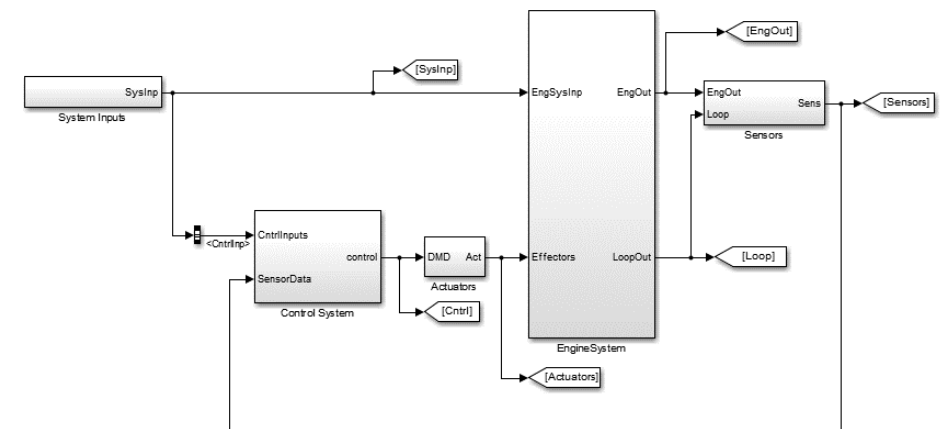 [EngOut]
[SysInp]
SysInp
System Inputs
EngSysInp
EngOut
EngOut
Loop
Sens
Sensors
[Sensors]
CntrlInputs
<CntrlInp>
control
SensorData
Control System
DMD
Act
Actuators
[Cntrl]
Effectors
LoopOut
[Loop]
EngineSystem
[Actuators]